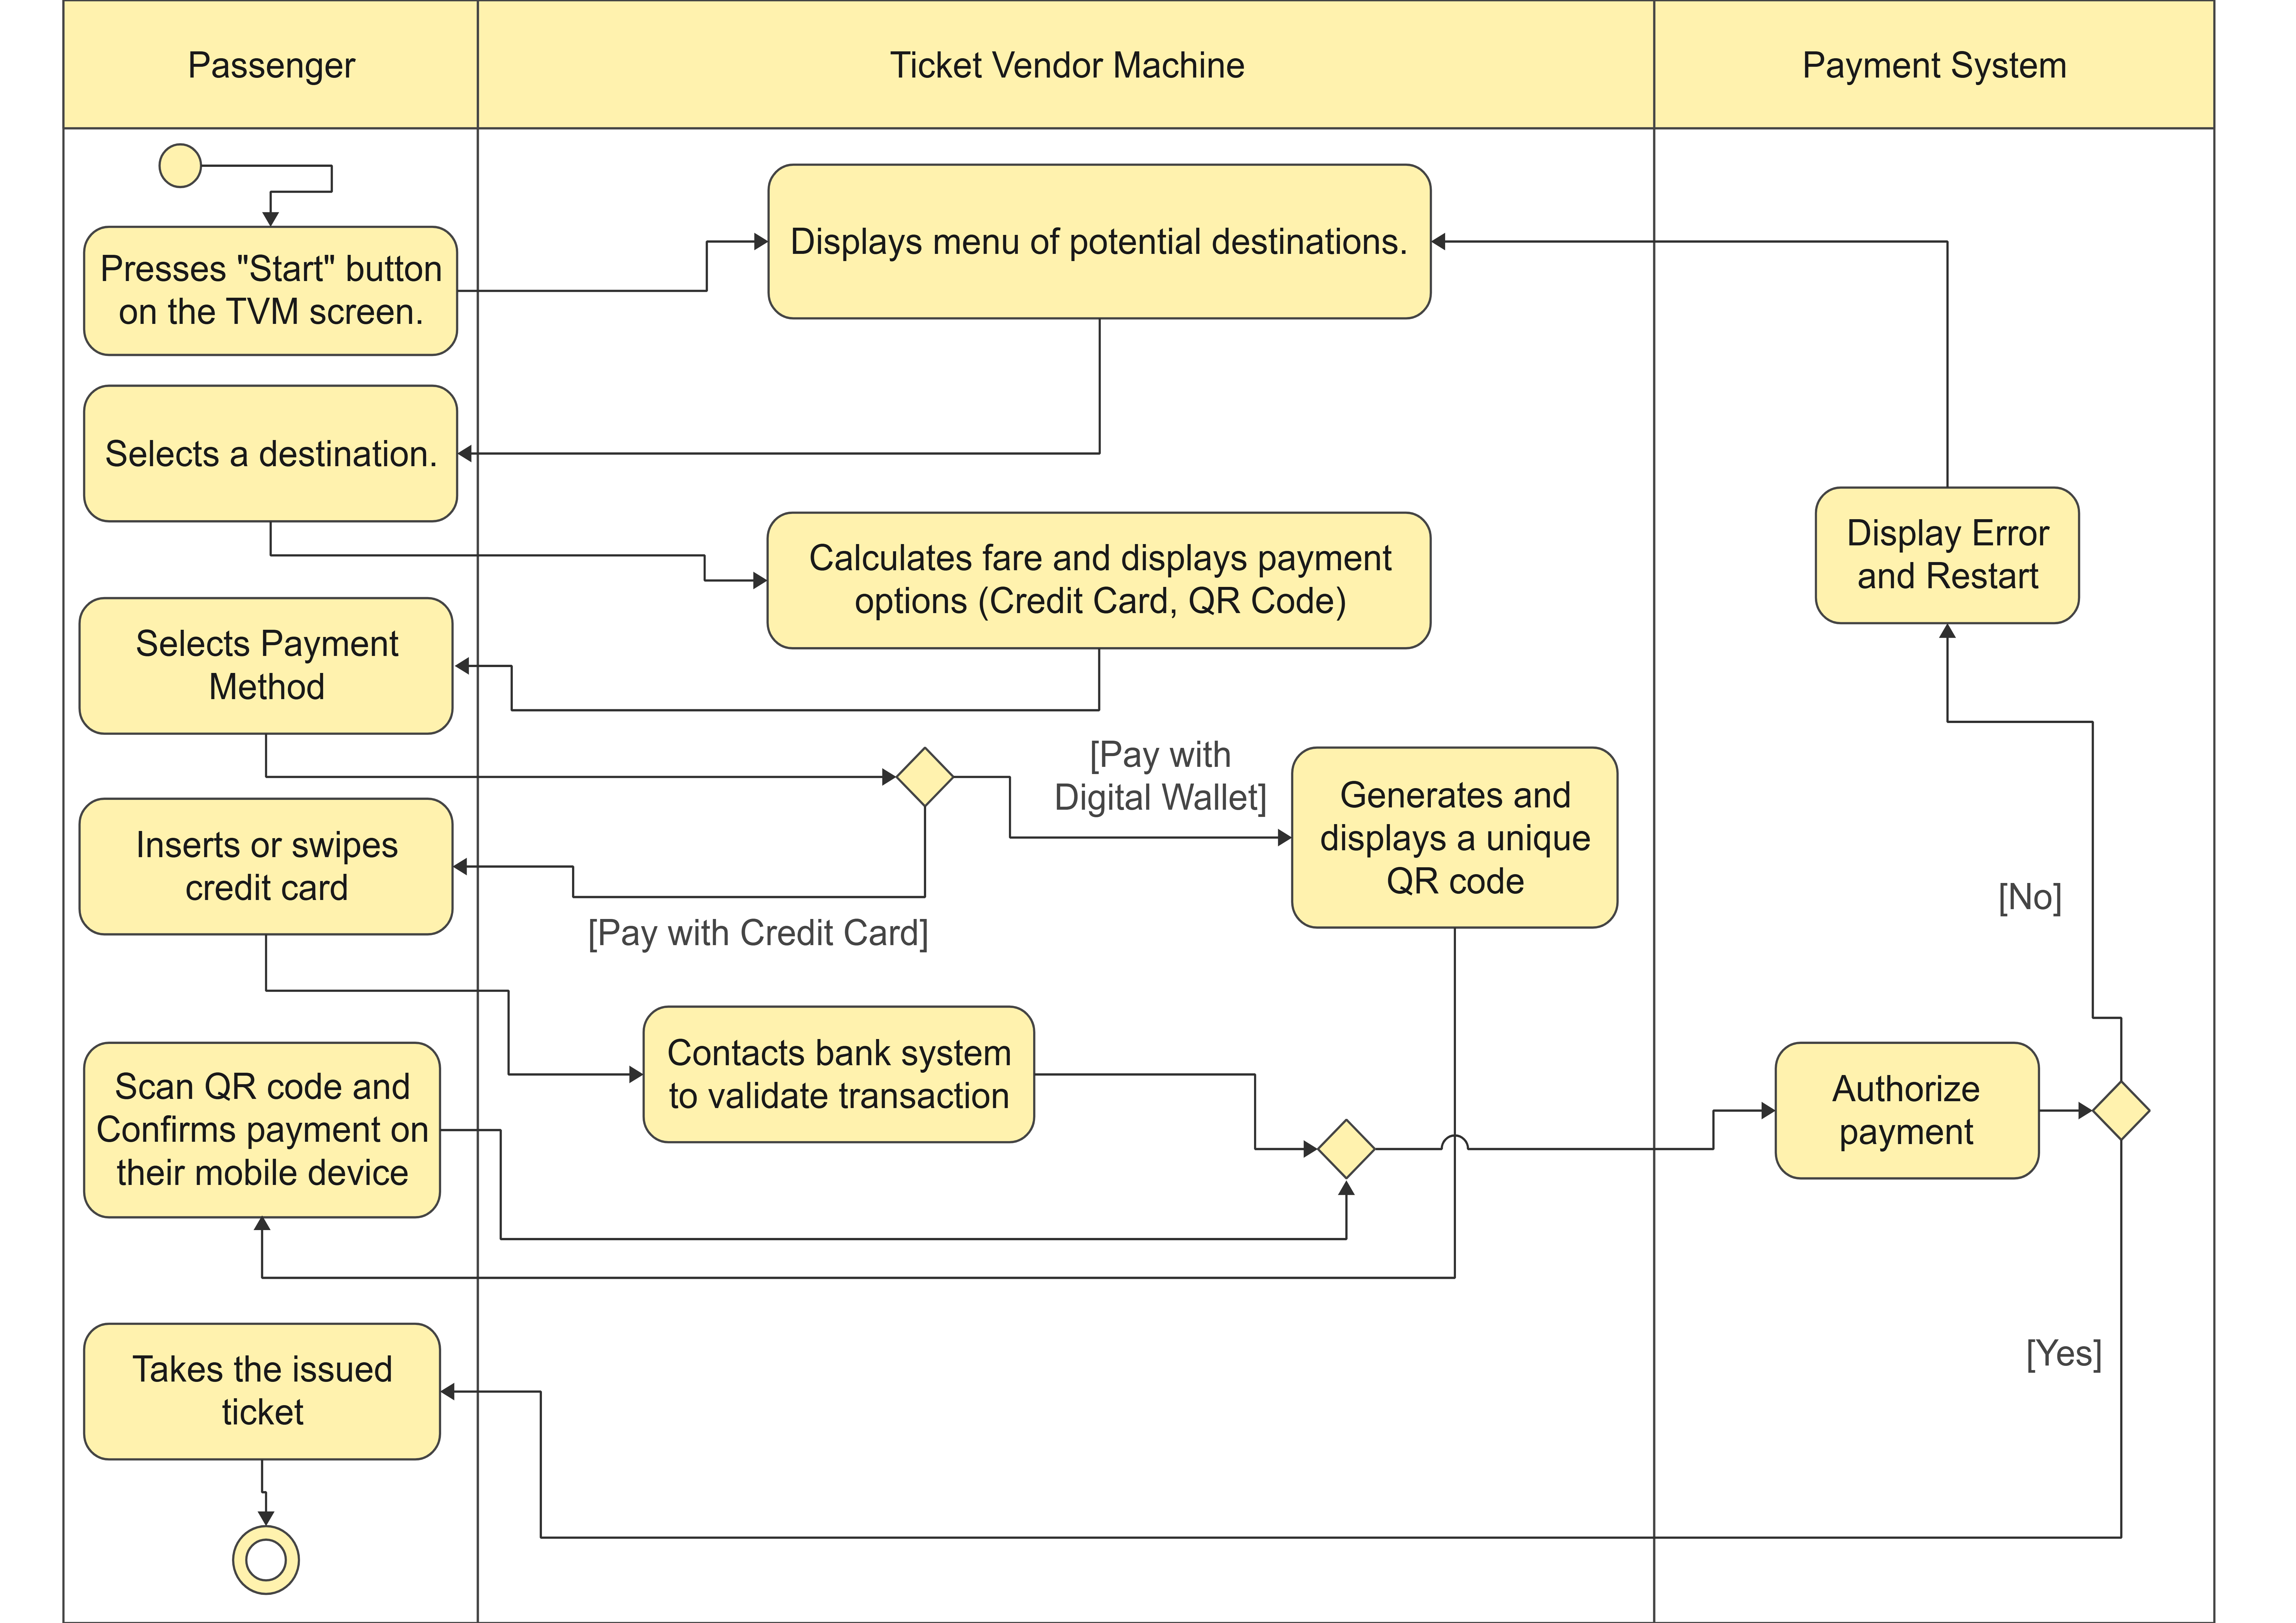 Passenger
Ticket Vendor Machine
Payment System
Presses "Start" button
on the TVM screen.
Displays menu of potential destinations.
Selects a destination.
Calculates fare and displays payment
options (Credit Card, QR Code)
Display Error
and Restart
Selects Payment
Method
[Pay with
Digital Wallet]
Generates and
displays a unique
QR code
Inserts or swipes
credit card
[Pay with Credit Card]
[No]
Contacts bank system
to validate transaction
Scan QR code and
Confirms payment on
their mobile device
Authorize
payment
Takes the issued
ticket
[Yes]